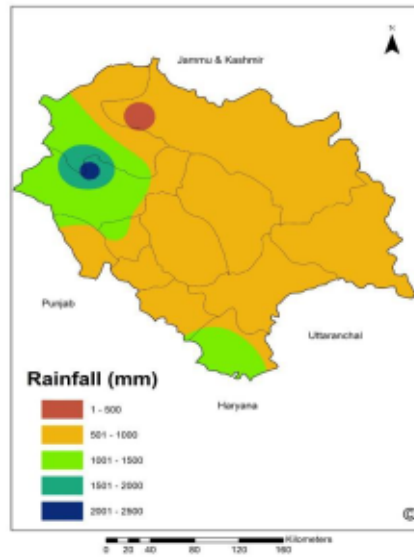 N
Jammu & Kashmir
Punjab
Uttaranchal
Haryana
Rainfall (mm)
1 - 500
501 - 1000
1001 - 1500
1501 - 2000
2001 - 2500
©
Kilometers
0 20 40 80 120 160